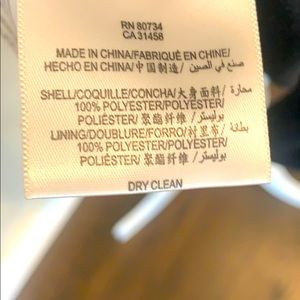 RN 80734
CA 31458
MADE IN CHINA/FABRIQUÉ EN CHINE/
HECHO EN CHINA/中国制造/ صنع في الصين/
SHELL/COQUILLE/CONCHA/大身面料/ محارة/
100% POLYESTER/POLYESTER/
POLIÉSTER/聚酯纤维/ بوليستر/
LINING/DOUBLURE/FORRO/衬里布/ بطانة/
100% POLYESTER/POLYESTER/
POLIÉSTER/聚酯纤维/ بوليستر/
DRY CLEAN